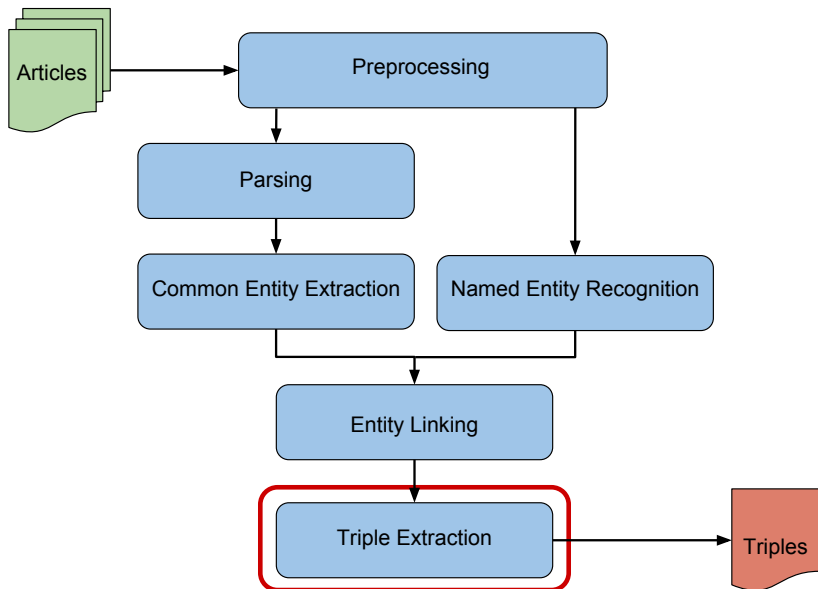 Articles
Preprocessing
Parsing
Common Entity Extraction
Named Entity Recognition
Entity Linking
Triple Extraction
Triples